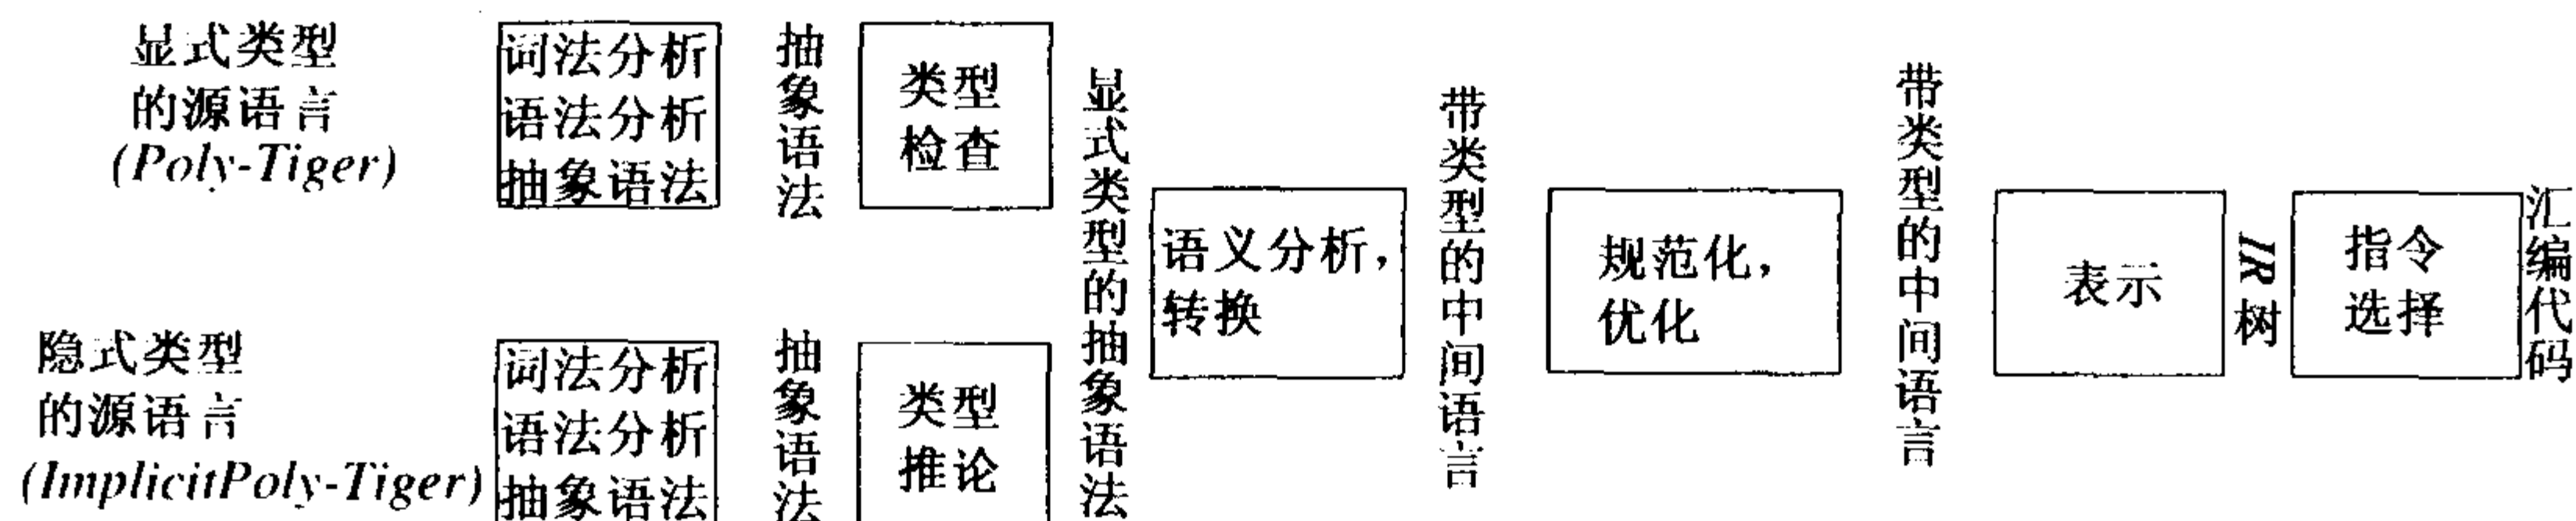 显式类型
的源语言
(Poly-Tiger)
词法分析
语法分析
抽象语法
抽象语法
类型
检查
隐式类型
的源语言
(ImplicitPoly-Tiger)
词法分析
语法分析
抽象语法
抽象语法
类型
推论
显式类型的抽象语法
语义分析,
转换
带类型的中间语言
规范化,
优化
带类型的中间语言
表示
IR树
指令
选择
汇编代码